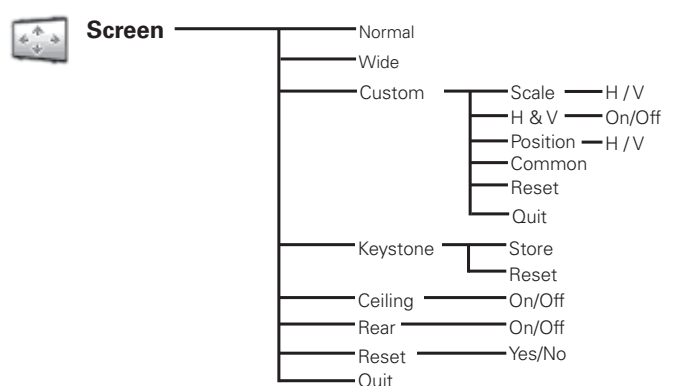 Screen Normal
Wide
Custom Scale H / V
H & V On/Off
Position H / V
Common
Reset
Quit
Keystone Store
Reset
Ceiling On/Off
Rear On/Off
Reset Yes/No
Quit